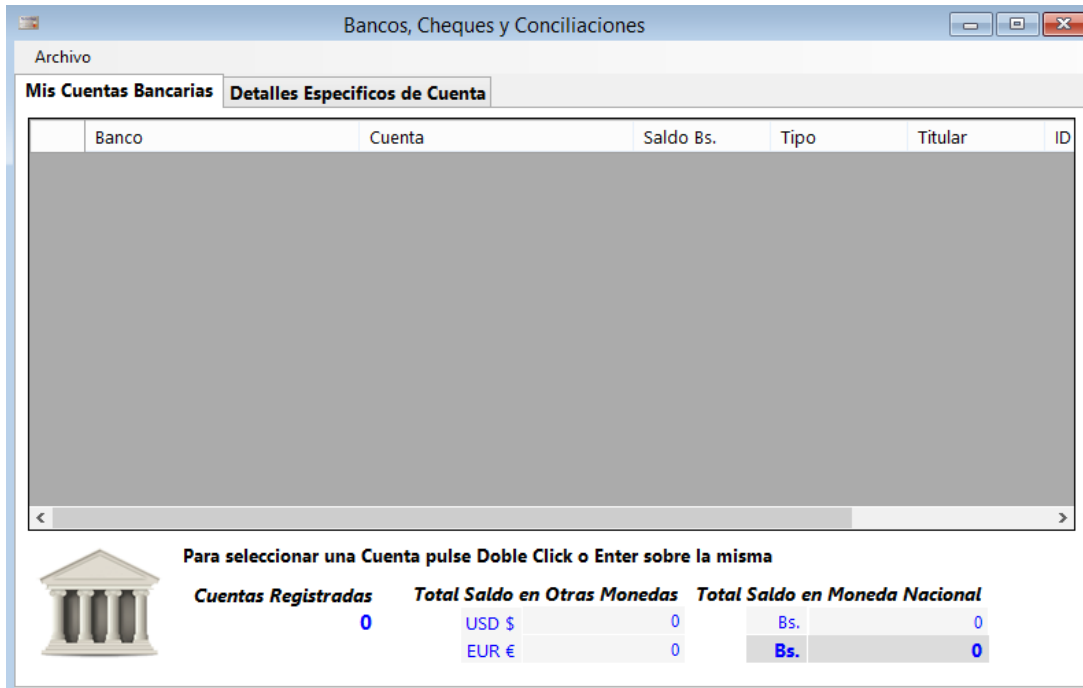 Bancos, Cheques y Conciliaciones
Archivo
Mis Cuentas Bancarias Detalles Especificos de Cuenta
Banco Cuenta Saldo Bs. Tipo Titular ID
Para seleccionar una Cuenta pulse Doble Click o Enter sobre la misma
Cuentas Registradas Total Saldo en Otras Monedas Total Saldo en Moneda Nacional
0 USD $ 0 Bs. 0
EUR € 0 Bs. 0